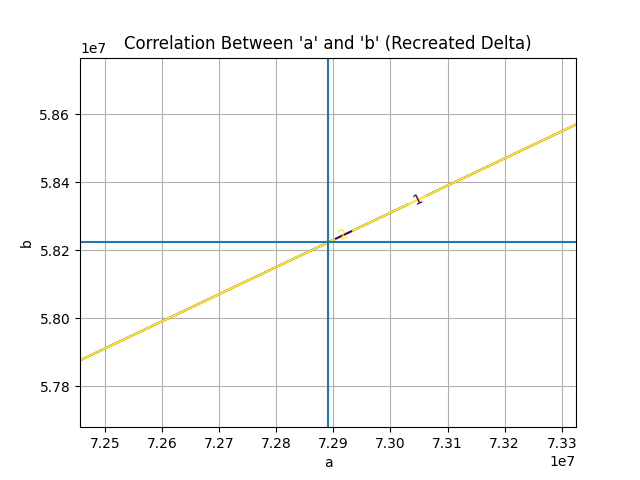 Correlation Between 'a' and 'b' (Recreated Delta)
1e7
5.86
5.84
5.82
5.80
5.78
b
2
1
7.25 7.26 7.27 7.28 7.29 7.30 7.31 7.32 7.33
a
1e7